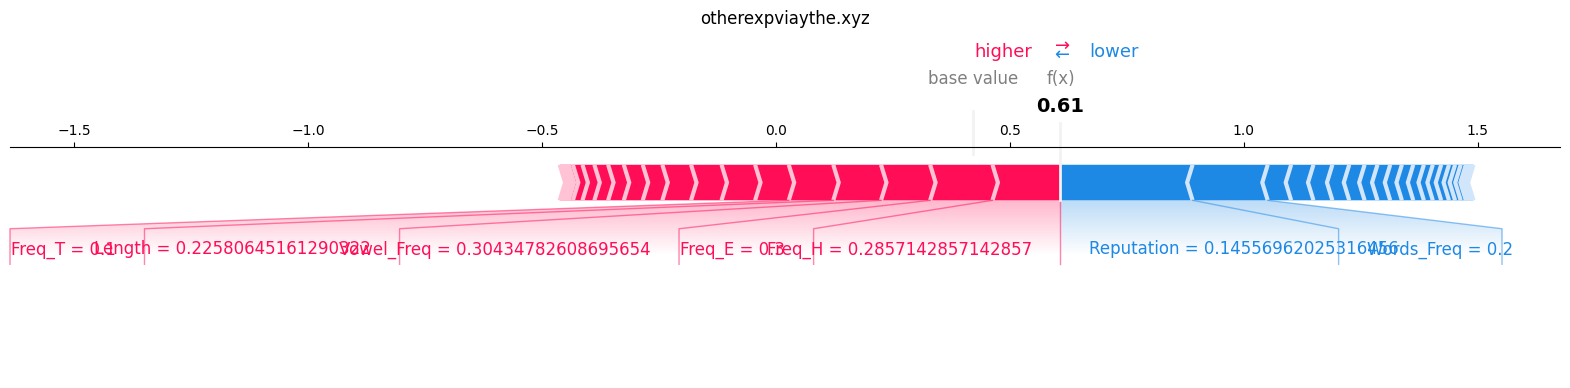 otherexpviaythe.xyz
higher ⇄ lower
base value f(x)
0.61
−1.5 −1.0 −0.5 0.0 0.5 1.0 1.5
Freq_T = 0.1 Length = 0.22580645161290322 Vowel_Freq = 0.30434782608695654 Freq_E = 0.3 Freq_H = 0.2857142857142857 Reputation = 0.14556962025316456 Words_Freq = 0.2